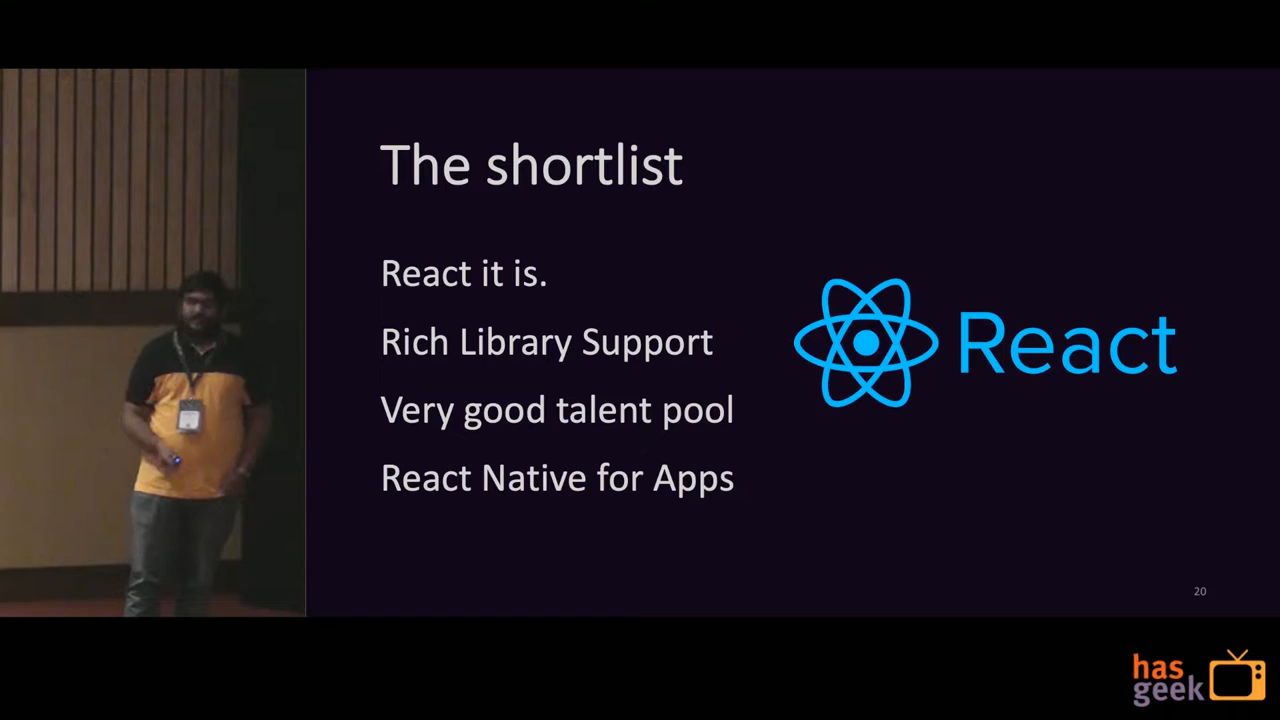 The shortlist
React it is.
Rich Library Support
React
Very good talent pool
React Native for Apps
20
has
geek